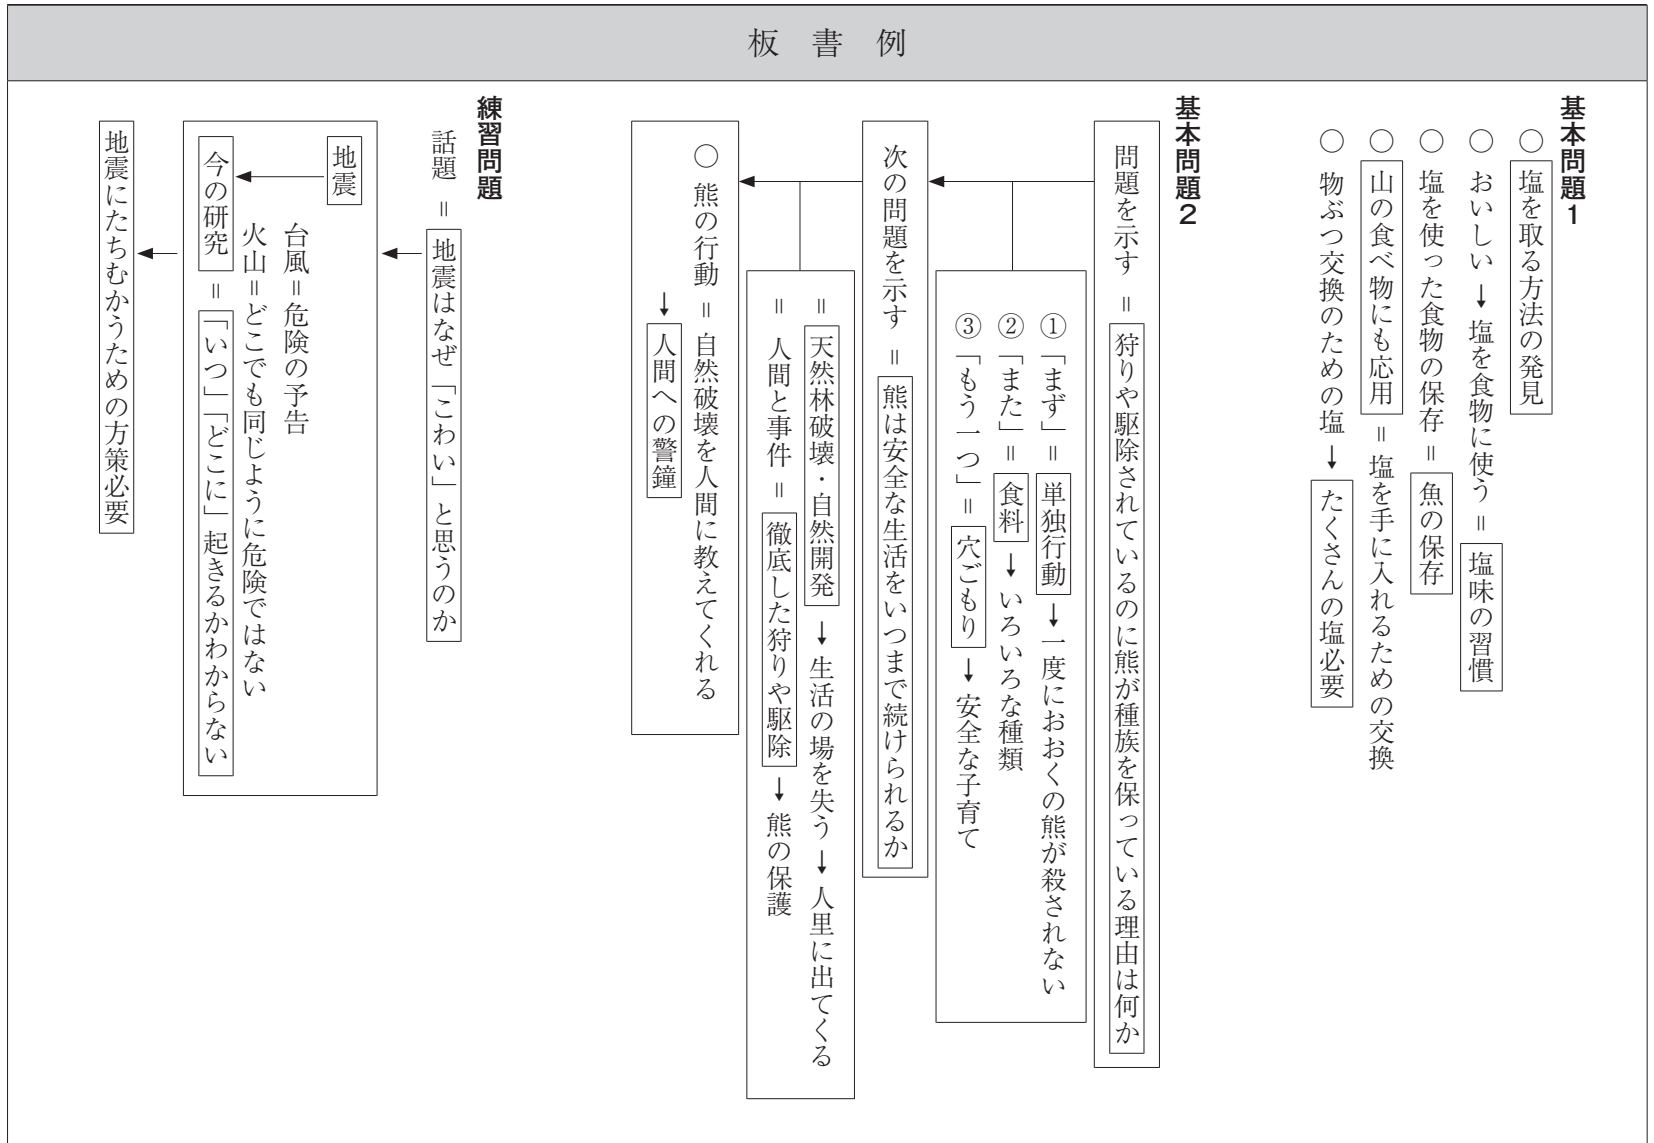 板書例
基本問題1
○ 塩を取る方法の発見
○ おいしい → 塩を食物に使う = 塩味の習慣
○ 塩を使った食物の保存 = 魚の保存
○ 山の食べ物にも応用 = 塩を手に入れるための交換
○ 物ぶつ交換のための塩 → たくさんの塩必要
基本問題2
問題を示す = 狩りや駆除されているのに熊が種族を保っている理由は何か
①「まず」= 単独行動 → 一度におおくの熊が殺されない
②「また」= 食料 → いろいろな種類
③「もう一つ」= 穴ごもり → 安全な子育て
次の問題を示す = 熊は安全な生活をいつまで続けられるか
= 天然林破壊・自然開発 → 生活の場を失う → 人里に出てくる
= 人間と事件 = 徹底した狩りや駆除 → 熊の保護
○ 熊の行動 = 自然破壊を人間に教えてくれる
→ 人間への警鐘
練習問題
話題 = 地震はなぜ「こわい」と思うのか
地震
台風=危険の予告
火山=どこでも同じように危険ではない
今の研究 = 「いつ」「どこに」起きるかわからない
地震にたちむかうための方策必要